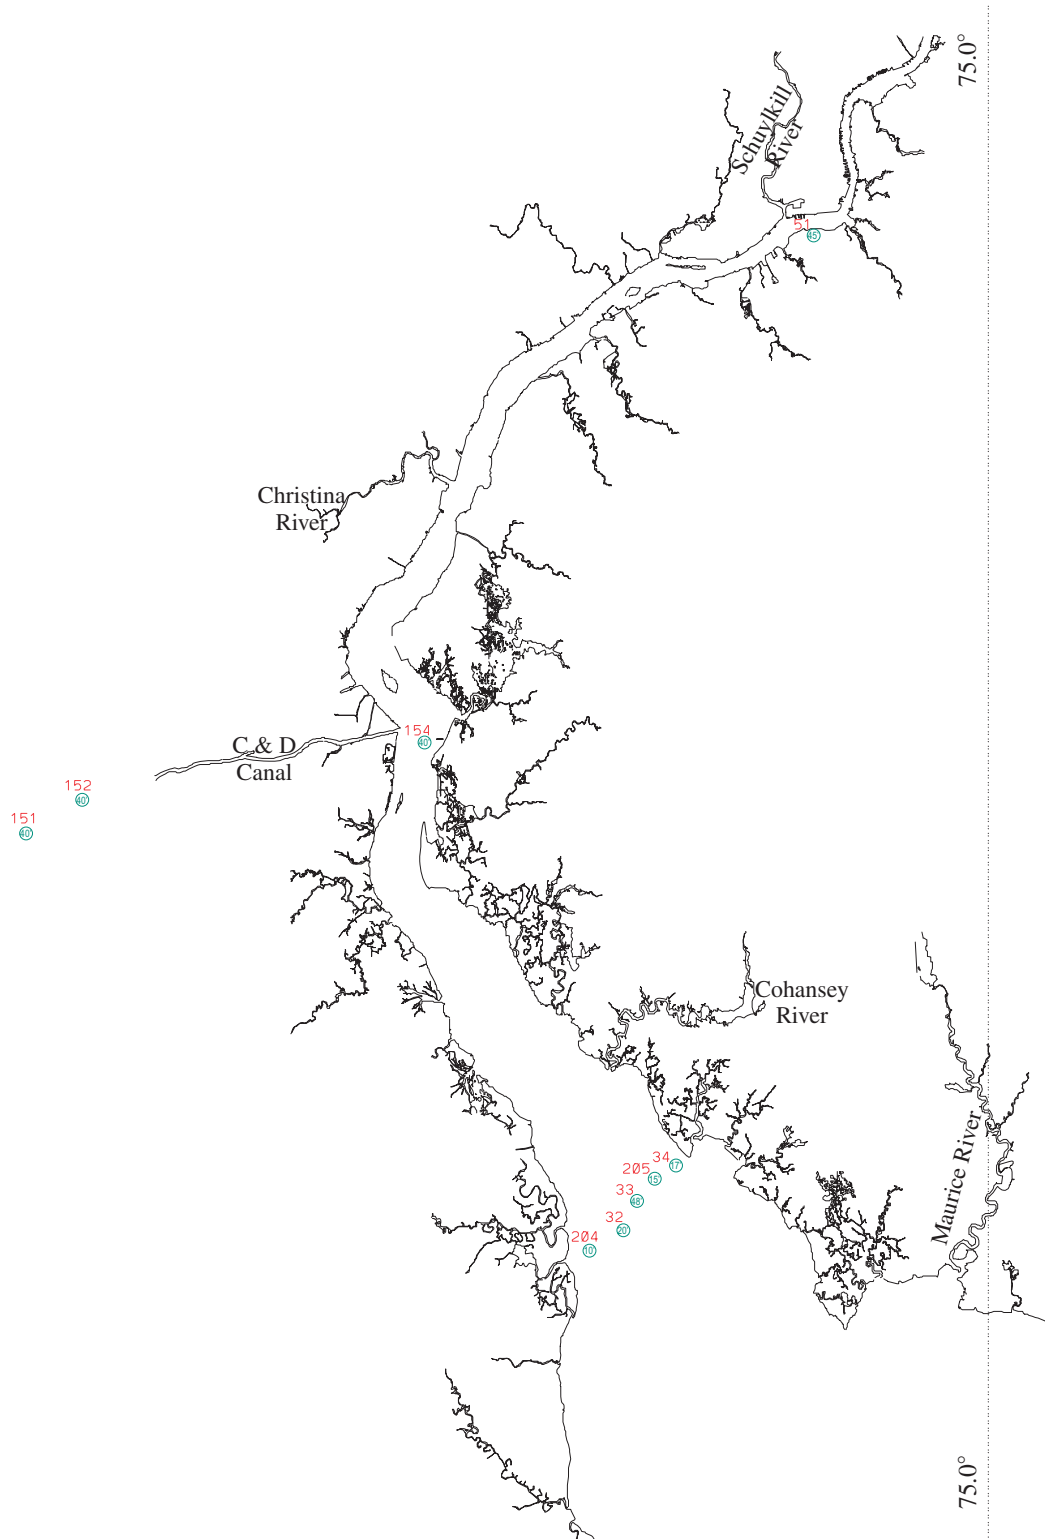 75.0°
Schuylkill
River
51
45'
Christina
River
154
40'
C & D
Canal
152
40'
151
40'
Cohansey
River
Maurice River
34
17'
205
15'
33
48'
32
20'
204
10'
75.0°